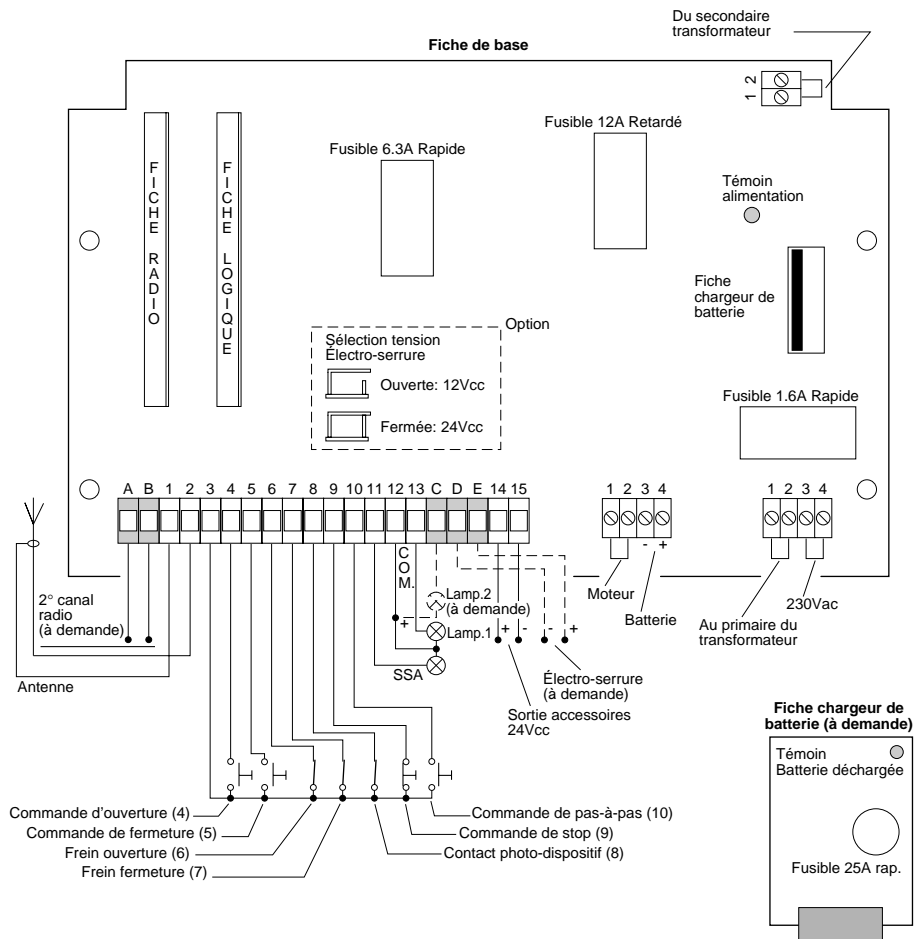 Du secondaire
transformateur
Fiche de base
1 2
Fusible 12A Retardé
Fusible 6.3A Rapide
FICHE RADIO
FICHE LOGIQUE
Témoin
alimentation
Fiche
chargeur de
batterie
Option
Sélection tension
Électro-serrure
Ouverte: 12Vcc
Fermée: 24Vcc
Fusible 1.6A Rapide
A B 1 2 3 4 5 6 7 8 9 10 11 12 13 C D E 14 15
1 2 3 4
- +
1 2 3 4
COM.
2° canal
radio
(à demande)
Antenne
Lamp.2
(à demande)
+
Lamp.1
SSA
+ - - +
Moteur
Batterie
230Vac
Au primaire du
transformateur
Électro-serrure
(à demande)
Sortie accessoires
24Vcc
Fiche chargeur de
batterie (à demande)
Témoin
Batterie déchargée
Fusible 25A rap.
Commande d'ouverture (4)
Commande de fermeture (5)
Frein ouverture (6)
Frein fermeture (7)
Commande de pas-à-pas (10)
Commande de stop (9)
Contact photo-dispositif (8)